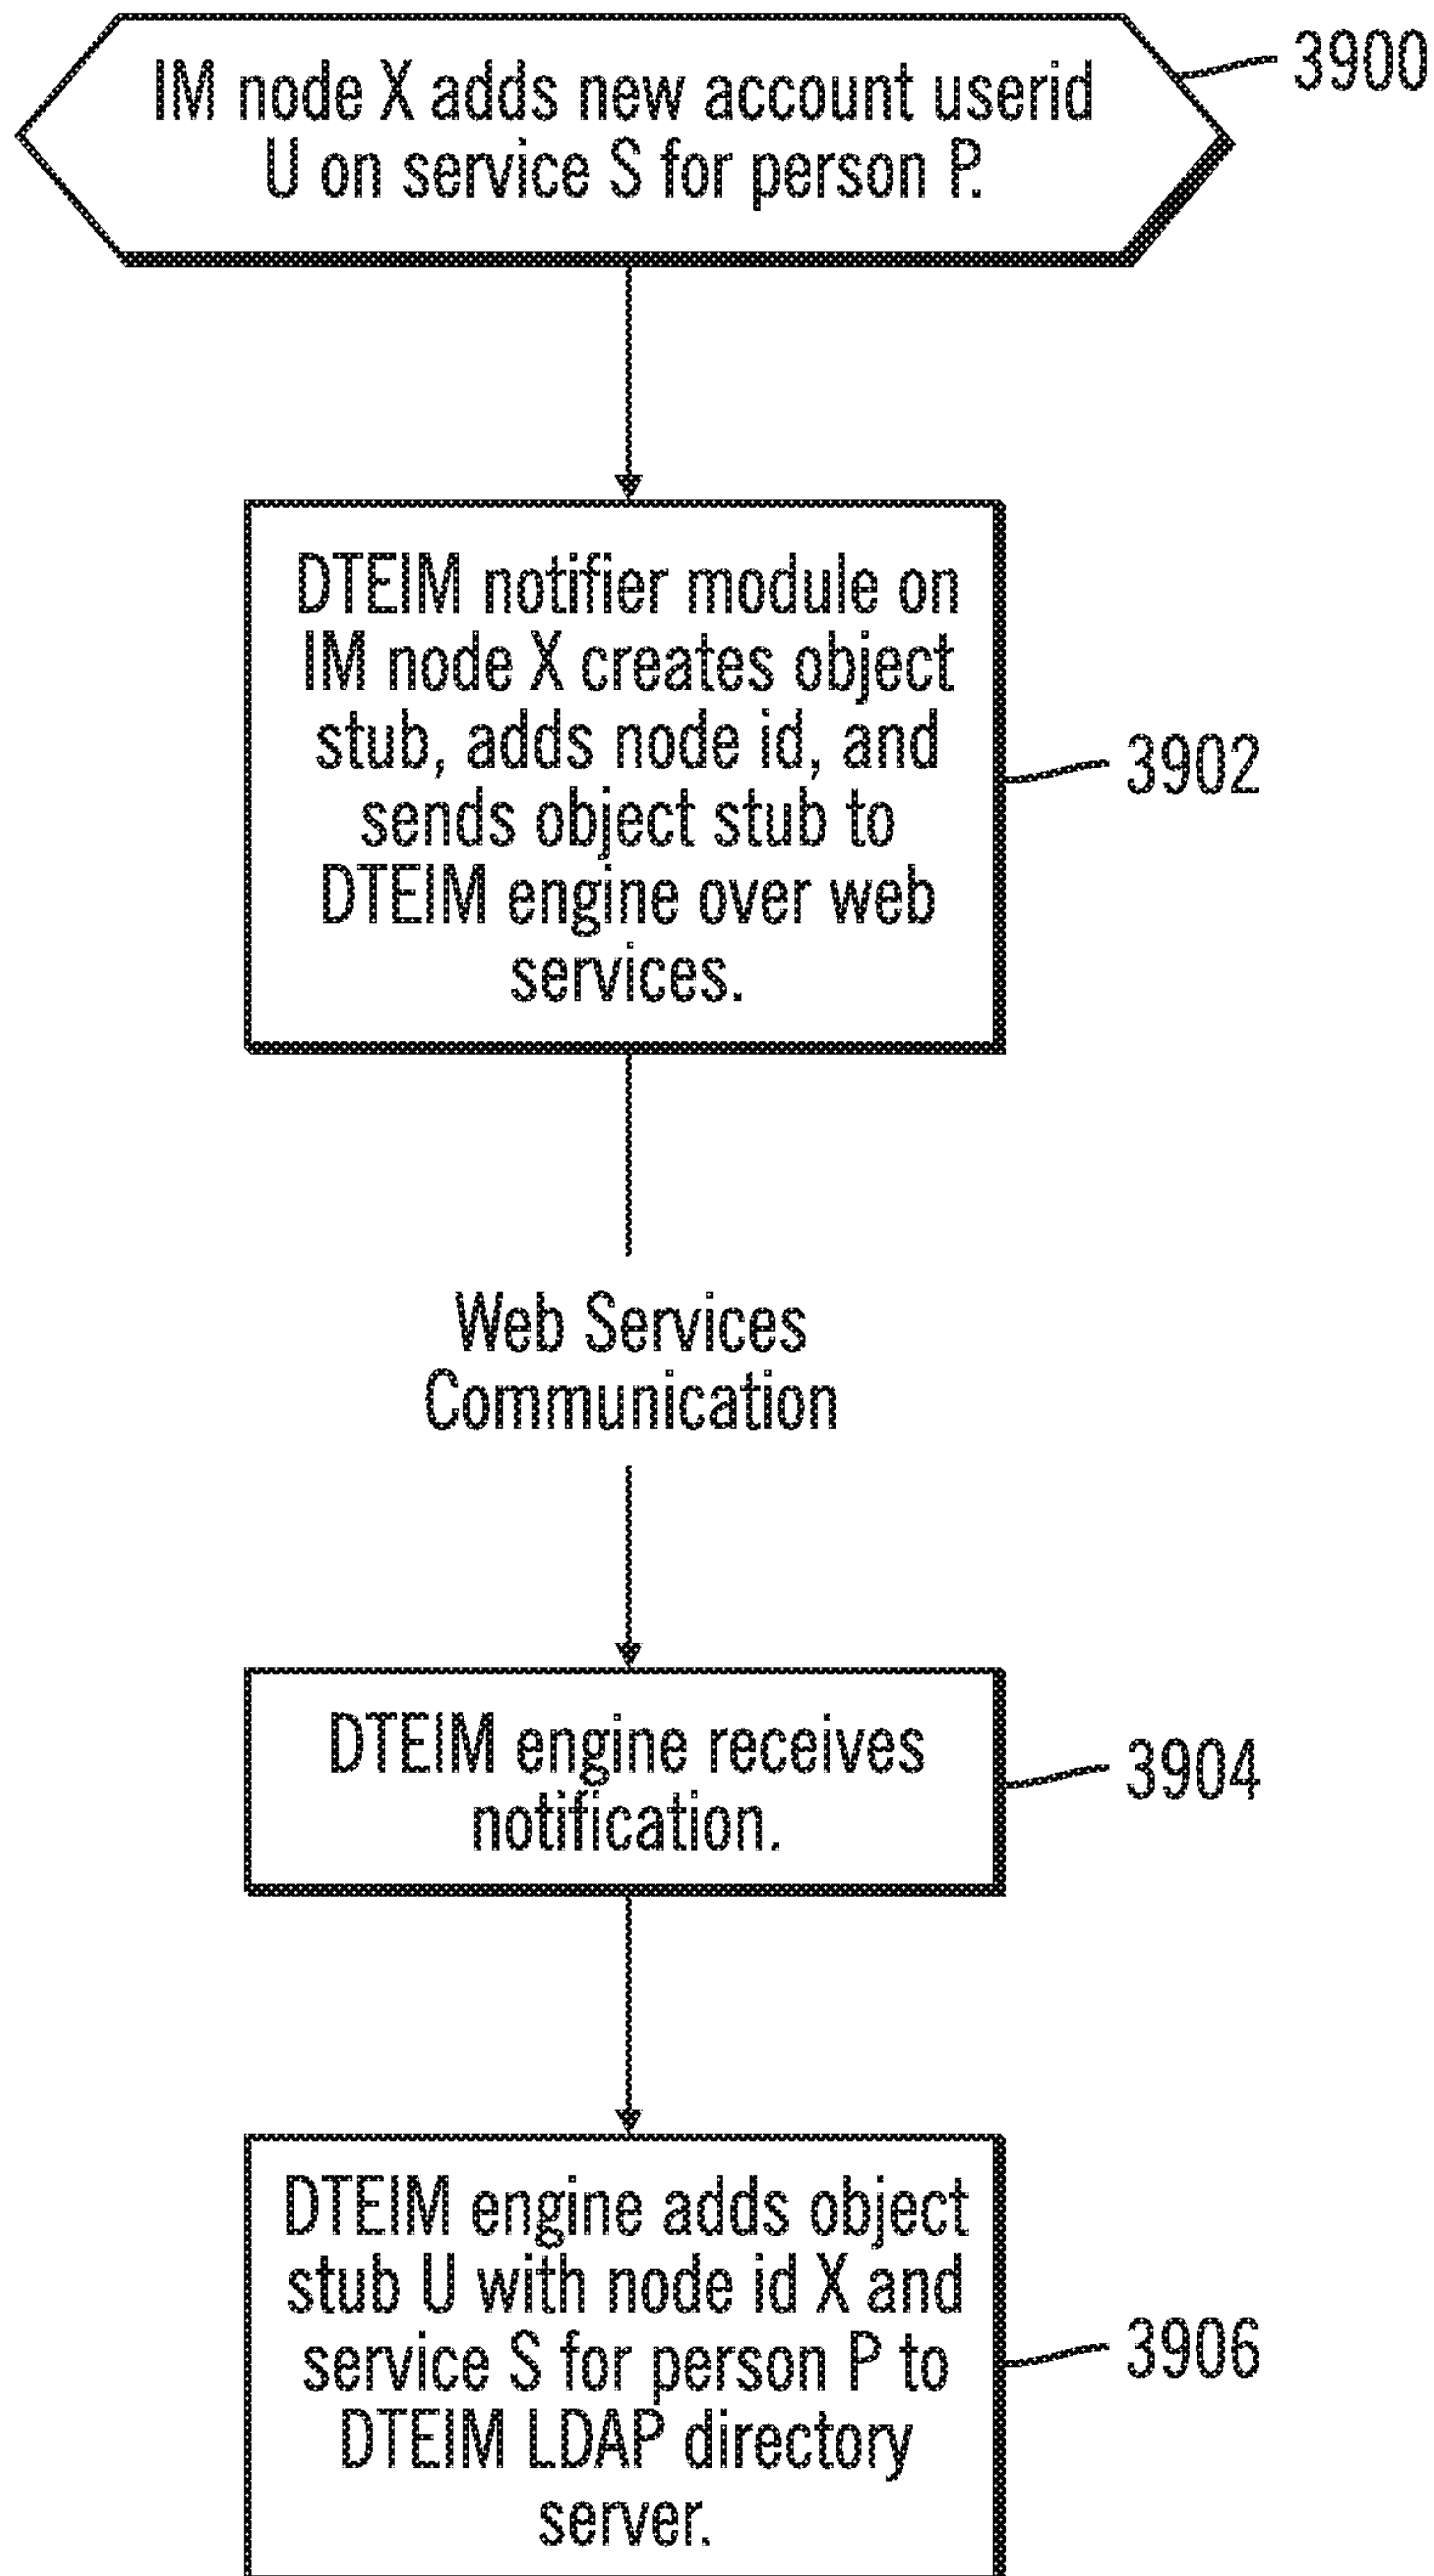 IM node X adds new account userid
U on service S for person P.
3900
DTEIM notifier module on
IM node X creates object
stub, adds node id, and
sends object stub to
DTEIM engine over web
services.
3902
Web Services
Communication
DTEIM engine receives
notification.
3904
DTEIM engine adds object
stub U with node id X and
service S for person P to
DTEIM LDAP directory
server.
3906